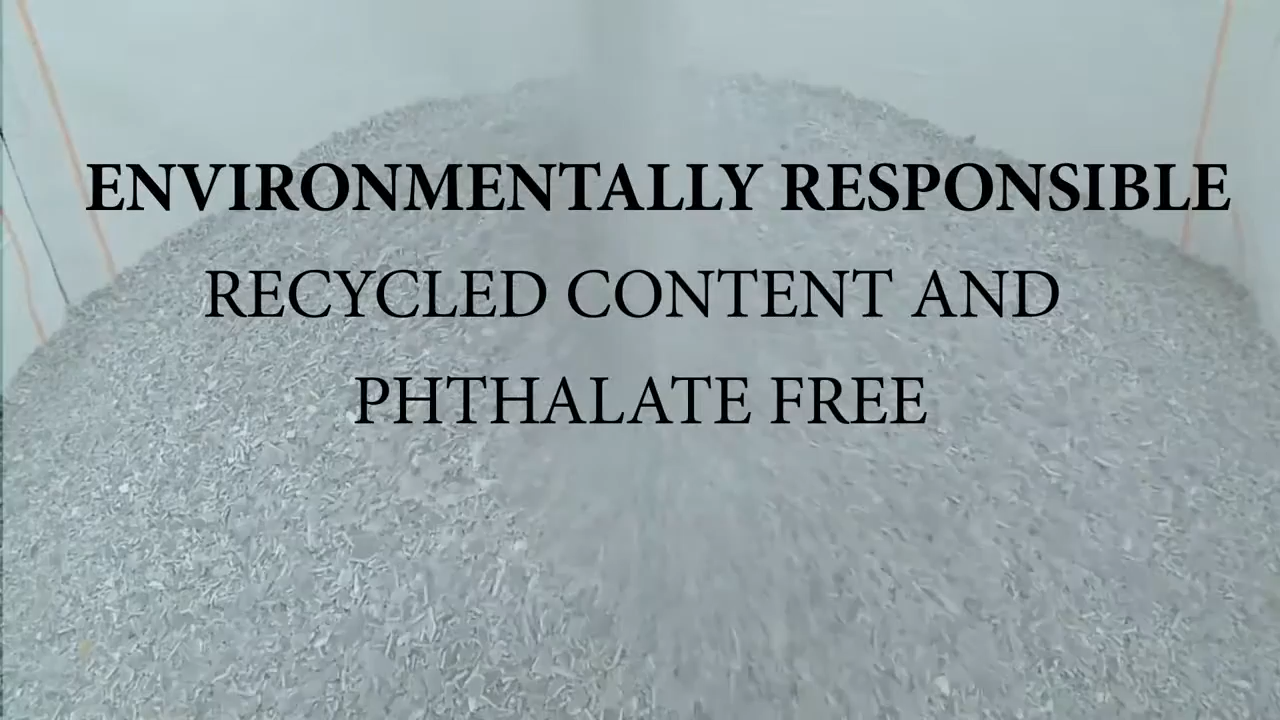 ENVIRONMENTALLY RESPONSIBLE
RECYCLED CONTENT AND
PHTHALATE FREE